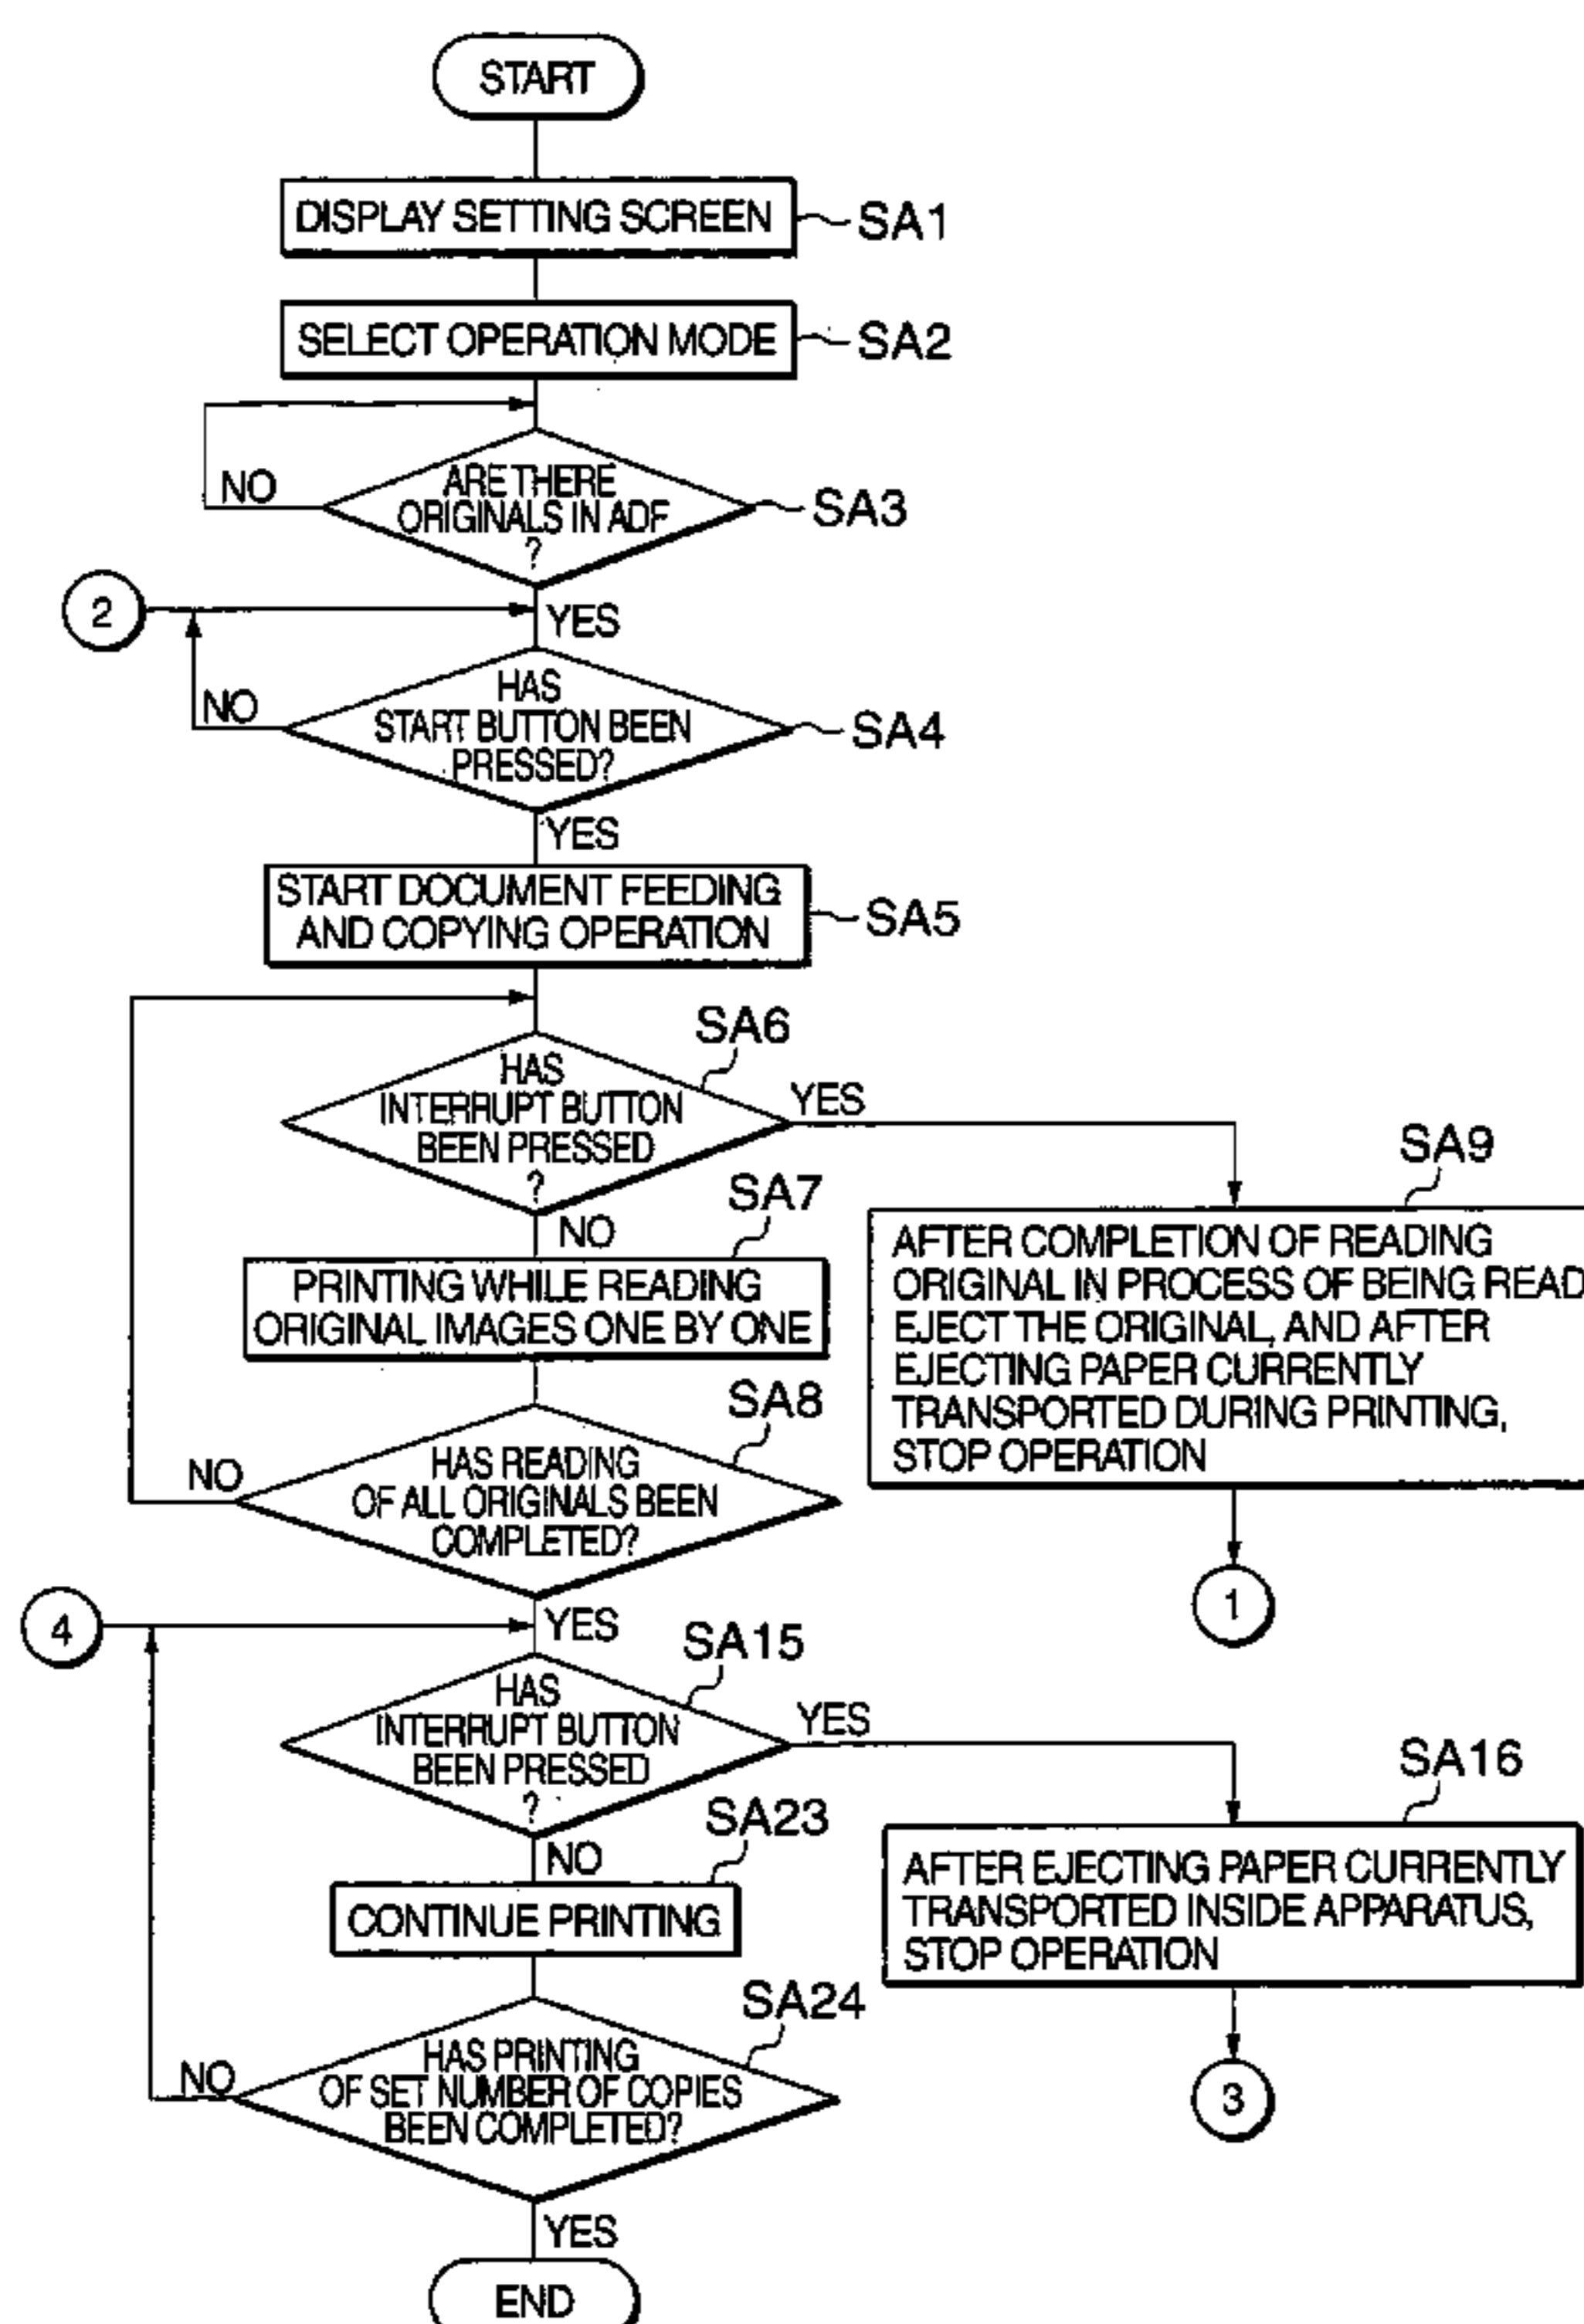 START
DISPLAY SETTING SCREEN
SA1
SELECT OPERATION MODE
SA2
ARE THERE
ORIGINALS IN ADF
?
SA3
NO
2
YES
HAS
START BUTTON BEEN
PRESSED?
SA4
NO
YES
START DOCUMENT FEEDING
AND COPYING OPERATION
SA5
SA6
HAS
INTERRUPT BUTTON
BEEN PRESSED
?
YES
NO
SA7
PRINTING WHILE READING
ORIGINAL IMAGES ONE BY ONE
SA9
AFTER COMPLETION OF READING
ORIGINAL IN PROCESS OF BEING READ
EJECT THE ORIGINAL, AND AFTER
EJECTING PAPER CURRENTLY
TRANSPORTED DURING PRINTING,
STOP OPERATION
1
SA8
HAS READING
OF ALL ORIGINALS BEEN
COMPLETED?
NO
4
YES
SA15
HAS
INTERRUPT BUTTON
BEEN PRESSED
?
YES
NO
SA16
AFTER EJECTING PAPER CURRENTLY
TRANSPORTED INSIDE APPARATUS,
STOP OPERATION
3
SA23
CONTINUE PRINTING
SA24
HAS PRINTING
OF SET NUMBER OF COPIES
BEEN COMPLETED?
NO
YES
END